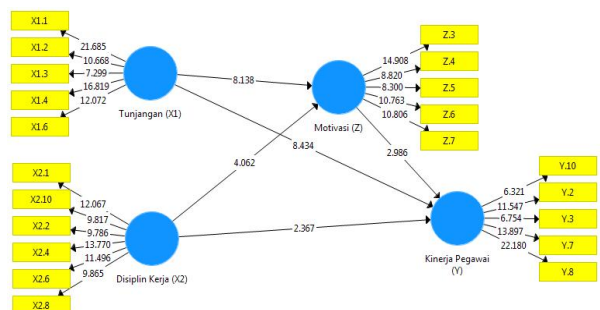 X1.1
X1.2
X1.3
X1.4
X1.6
21.685
10.668
7.299
16.819
12.072
Tunjangan (X1)
8.138
8.434
4.062
2.367
2.986
Z.3
Z.4
Z.5
Z.6
Z.7
14.908
8.820
8.300
10.763
10.806
Motivasi (Z)
X2.1
X2.10
X2.2
X2.4
X2.6
X2.8
12.067
9.817
9.786
13.770
11.496
9.865
Disiplin Kerja (X2)
Y.10
Y.2
Y.3
Y.7
Y.8
6.321
11.547
6.754
13.897
22.180
Kinerja Pegawai
(Y)